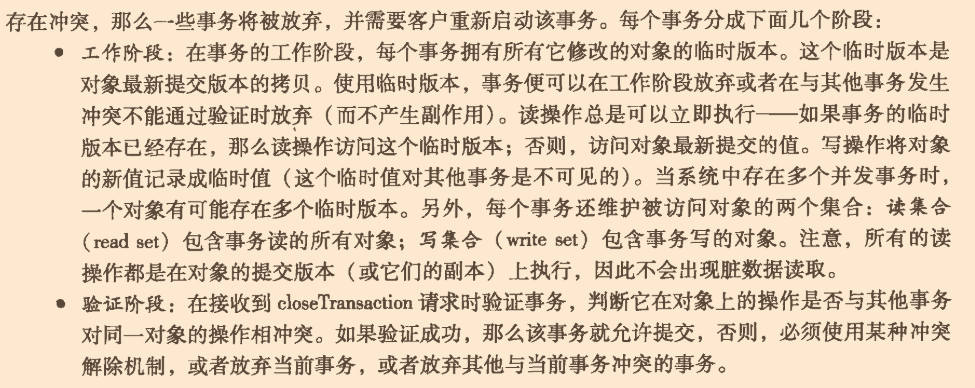 存在冲突，那么一些事务将被放弃，并需要客户重新启动该事务。每个事务分成下面几个阶段：
● 工作阶段：在事务的工作阶段，每个事务拥有所有它修改的对象的临时版本。这个临时版本是
对象最新提交版本的拷贝。使用临时版本，事务便可以在工作阶段放弃或者在与其他事务发生
冲突不能通过验证时放弃（而不产生副作用）。读操作总是可以立即执行——如果事务的临时
版本已经存在，那么读操作访问这个临时版本；否则，访问对象最新提交的值。写操作将对象
的新值记录成临时值（这个临时值对其他事务是不可见的）。当系统中存在多个并发事务时，
一个对象有可能存在多个临时版本。另外，每个事务还维护被访问对象的两个集合：读集合
（read set）包含事务读的所有对象；写集合（write set）包含事务写的对象。注意，所有的读
操作都是在对象的提交版本（或它们的副本）上执行，因此不会出现脏数据读取。
● 验证阶段：在接收到 closeTransaction 请求时验证事务，判断它在对象上的操作是否与其他事务
对同一对象的操作相冲突。如果验证成功，那么该事务就允许提交，否则，必须使用某种冲突
解除机制，或者放弃当前事务，或者放弃其他与当前事务冲突的事务。